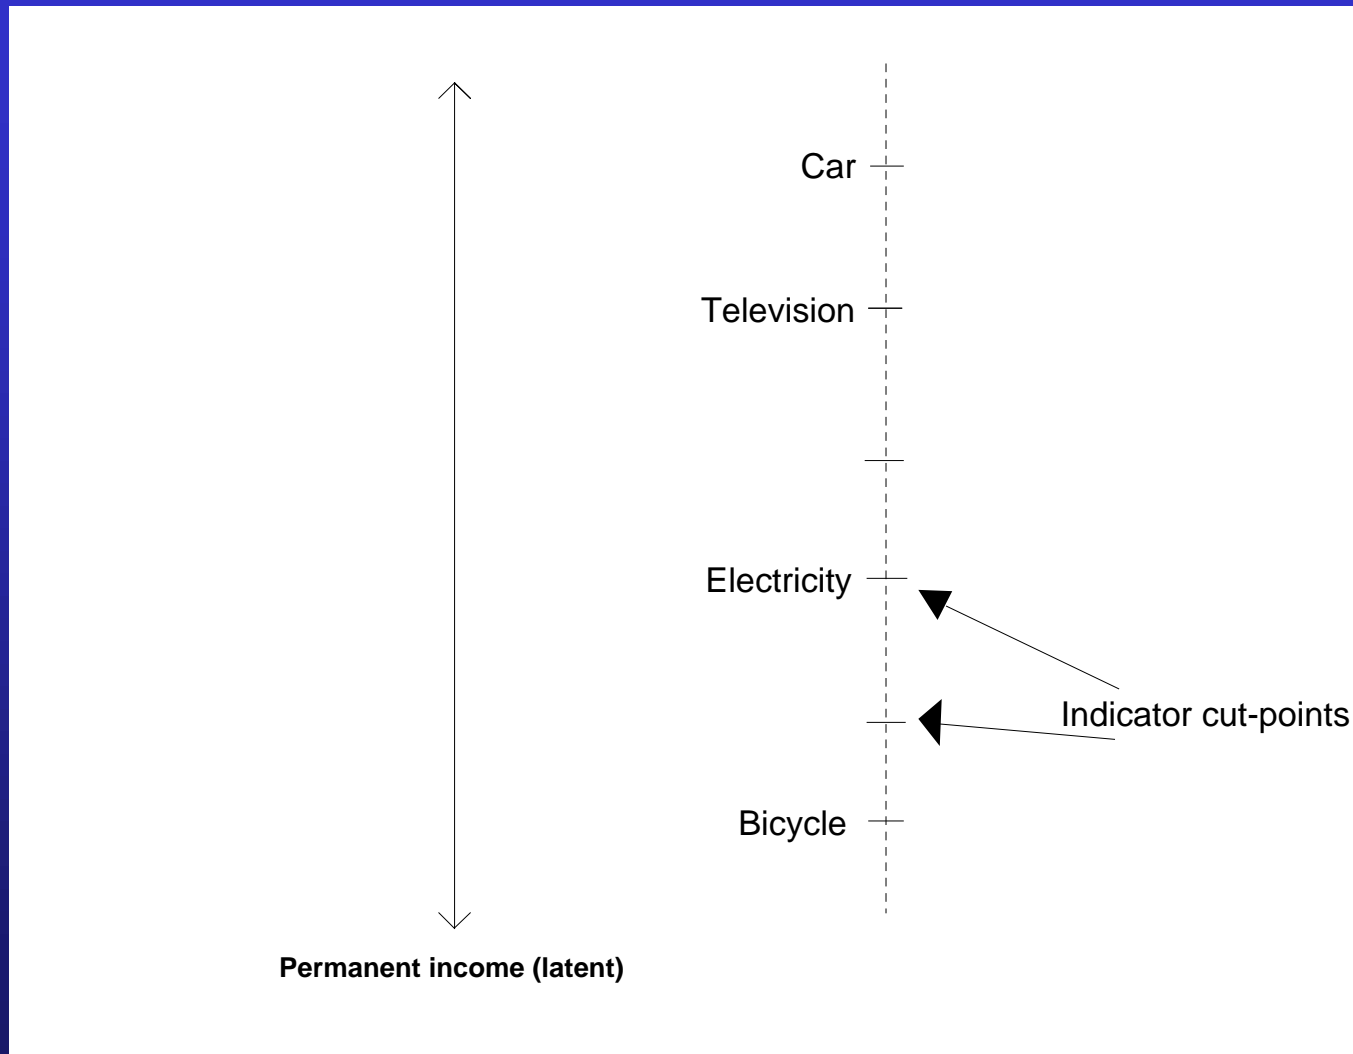 Car
Television
Electricity
Indicator cut-points
Bicycle
Permanent income (latent)